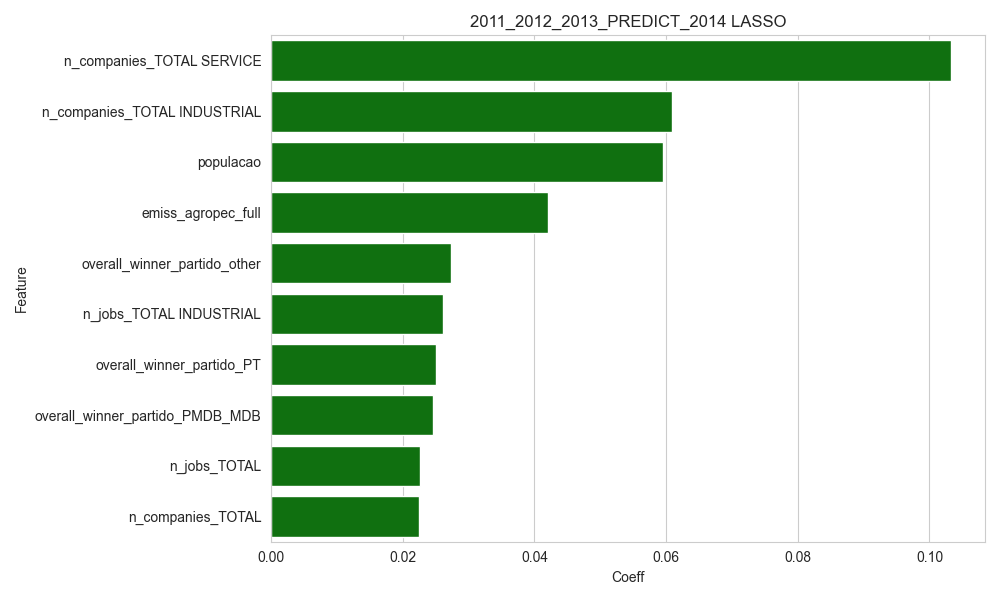 2011_2012_2013_PREDICT_2014 LASSO
n_companies_TOTAL SERVICE
n_companies_TOTAL INDUSTRIAL
populacao
emiss_agropec_full
overall_winner_partido_other
n_jobs_TOTAL INDUSTRIAL
overall_winner_partido_PT
overall_winner_partido_PMDB_MDB
n_jobs_TOTAL
n_companies_TOTAL
Feature
0.00 0.02 0.04 0.06 0.08 0.10
Coeff